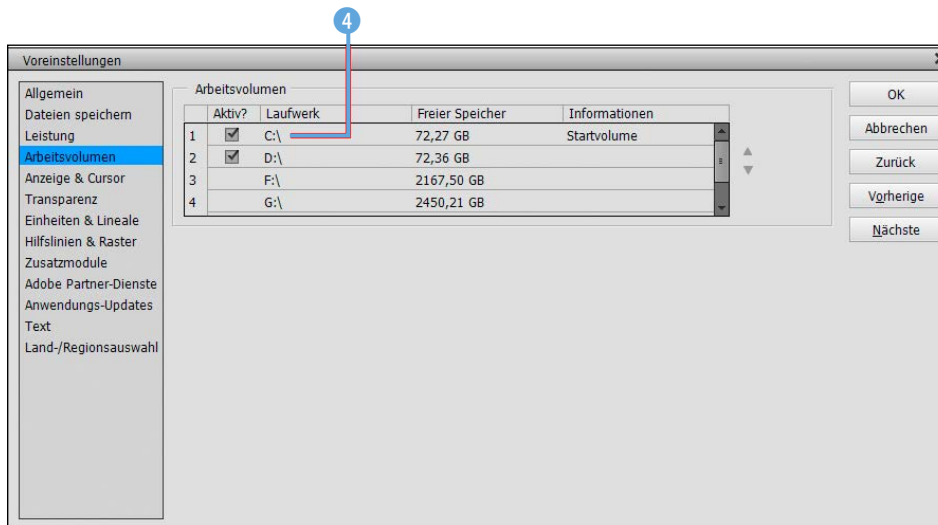 4
Voreinstellungen
Allgemein
Dateien speichern
Leistung
Arbeitsvolumen
Anzeige & Cursor
Transparenz
Einheiten & Lineale
Hilfslinien & Raster
Zusatzmodule
Adobe Partner-Dienste
Anwendungs-Updates
Text
Land-/Regionsauswahl
Arbeitsvolumen
Aktiv? Laufwerk Freier Speicher Informationen
1 C:\ 72,27 GB Startvolume
2 D:\ 72,36 GB
3 F:\ 2167,50 GB
4 G:\ 2450,21 GB
OK
Abbrechen
Zurück
Vorherige
Nächste